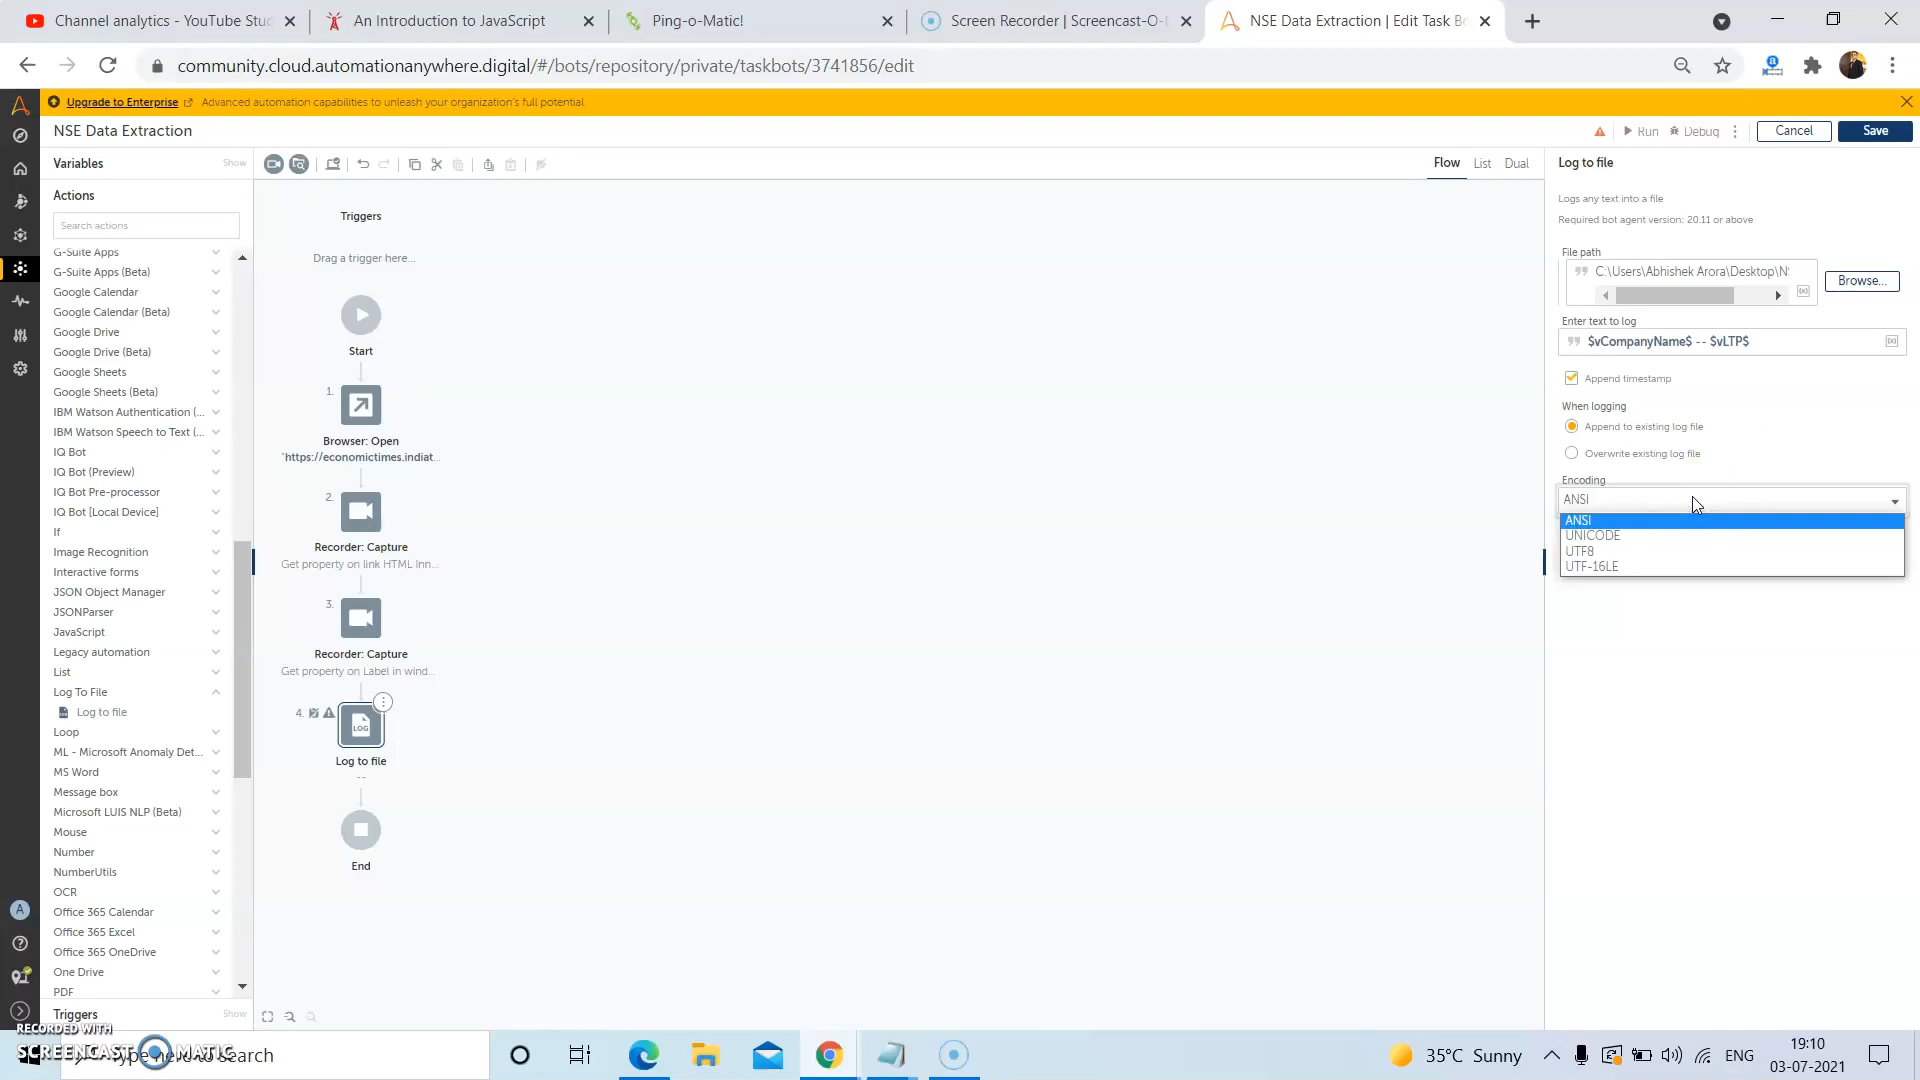 Channel analytics - YouTube Stud
An Introduction to JavaScript
Ping-o-Matic!
Screen Recorder | Screencast-O-
NSE Data Extraction | Edit Task Bo
community.cloud.automationanywhere.digital/#/bots/repository/private/taskbots/3741856/edit
Upgrade to Enterprise
Advanced automation capabilities to unleash your organization's full potential.
NSE Data Extraction
Run
Debug
Cancel
Save
Variables
Show
Flow
List
Dual
Actions
Search actions
G-Suite Apps
G-Suite Apps (Beta)
Google Calendar
Google Calendar (Beta)
Google Drive
Google Drive (Beta)
Google Sheets
Google Sheets (Beta)
IBM Watson Authentication (...
IBM Watson Speech to Text (...
IQ Bot
IQ Bot (Preview)
IQ Bot Pre-processor
IQ Bot [Local Device]
If
Image Recognition
Interactive forms
JSON Object Manager
JSONParser
JavaScript
Legacy automation
List
Log To File
Log to file
Loop
ML - Microsoft Anomaly Det...
MS Word
Message box
Microsoft LUIS NLP (Beta)
Mouse
Number
NumberUtils
OCR
Office 365 Calendar
Office 365 Excel
Office 365 OneDrive
One Drive
PDF
Triggers
Show
Triggers
Drag a trigger here...
Start
1.
Browser: Open
"https://economictimes.indiat...
2.
Recorder: Capture
Get property on link HTML Inn...
3.
Recorder: Capture
Get property on Label in wind...
4.
LOG
Log to file
--
End
Log to file
Logs any text into a file
Required bot agent version: 20.11 or above
File path
C:\Users\Abhishek Arora\Desktop\NS
Browse...
Enter text to log
$vCompanyName$ -- $vLTP$
Append timestamp
When logging
Append to existing log file
Overwrite existing log file
Encoding
ANSI
ANSI
UNICODE
UTF8
UTF-16LE
A
RECORDED WITH
SCREENCAST MATIC
Type here to search
35°C Sunny
ENG
19:10
03-07-2021